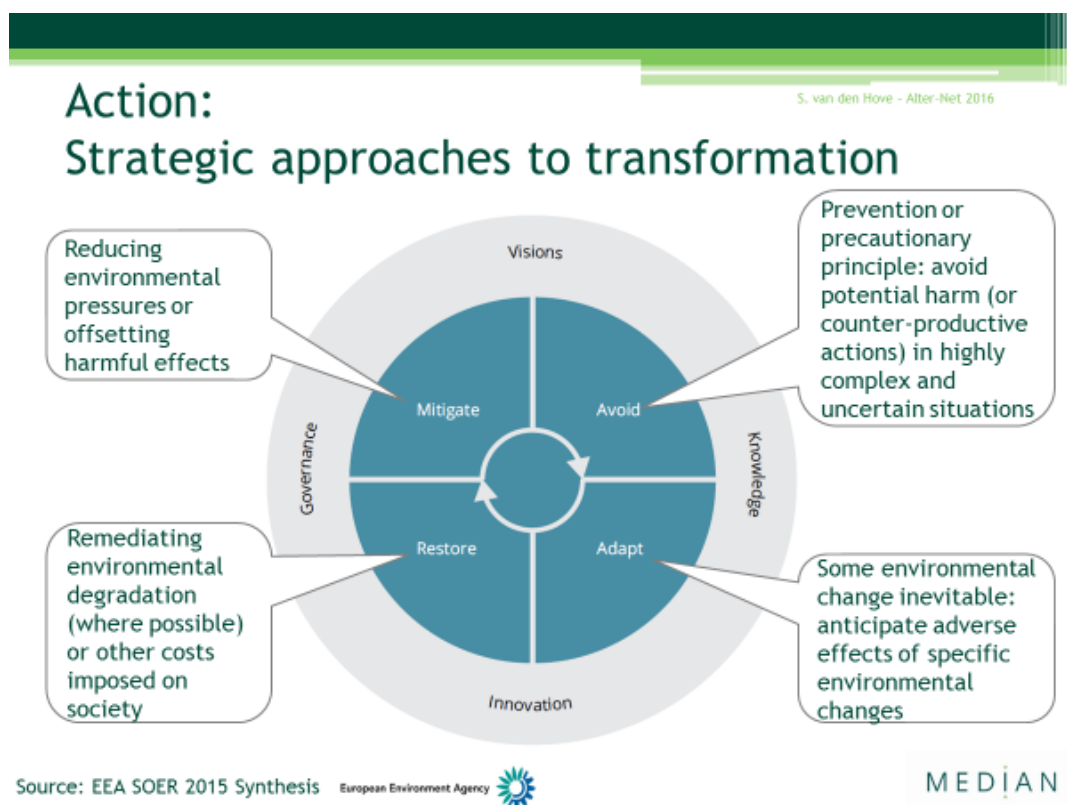 S. van den Hove - Alter-Net 2016
Action:
Strategic approaches to transformation
Reducing
environmental
pressures or
offsetting
harmful effects
Prevention or
precautionary
principle: avoid
potential harm (or
counter-productive
actions) in highly
complex and
uncertain situations
Visions
Mitigate
Avoid
Governance
Knowledge
Restore
Adapt
Innovation
Remediating
environmental
degradation
(where possible)
or other costs
imposed on
society
Some environmental
change inevitable:
anticipate adverse
effects of specific
environmental
changes
Source: EEA SOER 2015 Synthesis
European Environment Agency
MEDIAN